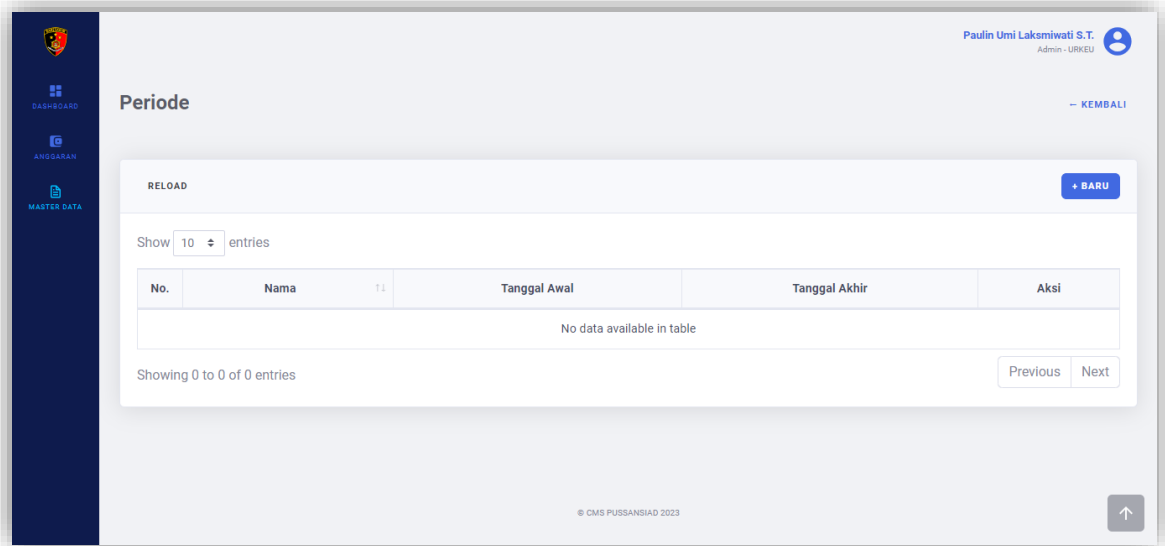 Paulin Umi Laksmiwati S.T.
Admin - URKEU
DASHBOARD
ANGGARAN
MASTER DATA
Periode
← KEMBALI
RELOAD
+ BARU
Show 10 entries
No. Nama Tanggal Awal Tanggal Akhir Aksi
No data available in table
Showing 0 to 0 of 0 entries
Previous Next
© CMS PUSSANSIAD 2023